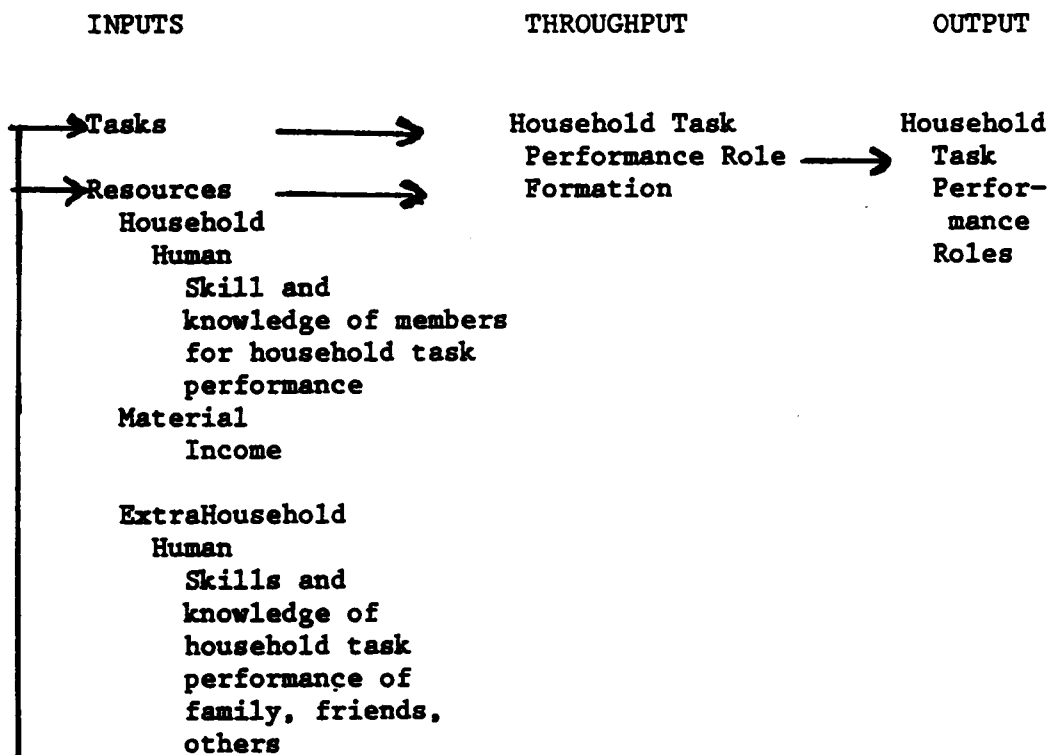 INPUTS THROUGHPUT OUTPUT
Tasks Household Task Household
Performance Role Task
Resources Formation Perfor-
Household mance
Human Roles
Skill and
knowledge of members
for household task
performance
Material
Income
ExtraHousehold
Human
Skills and
knowledge of
household task
performance of
family, friends,
others